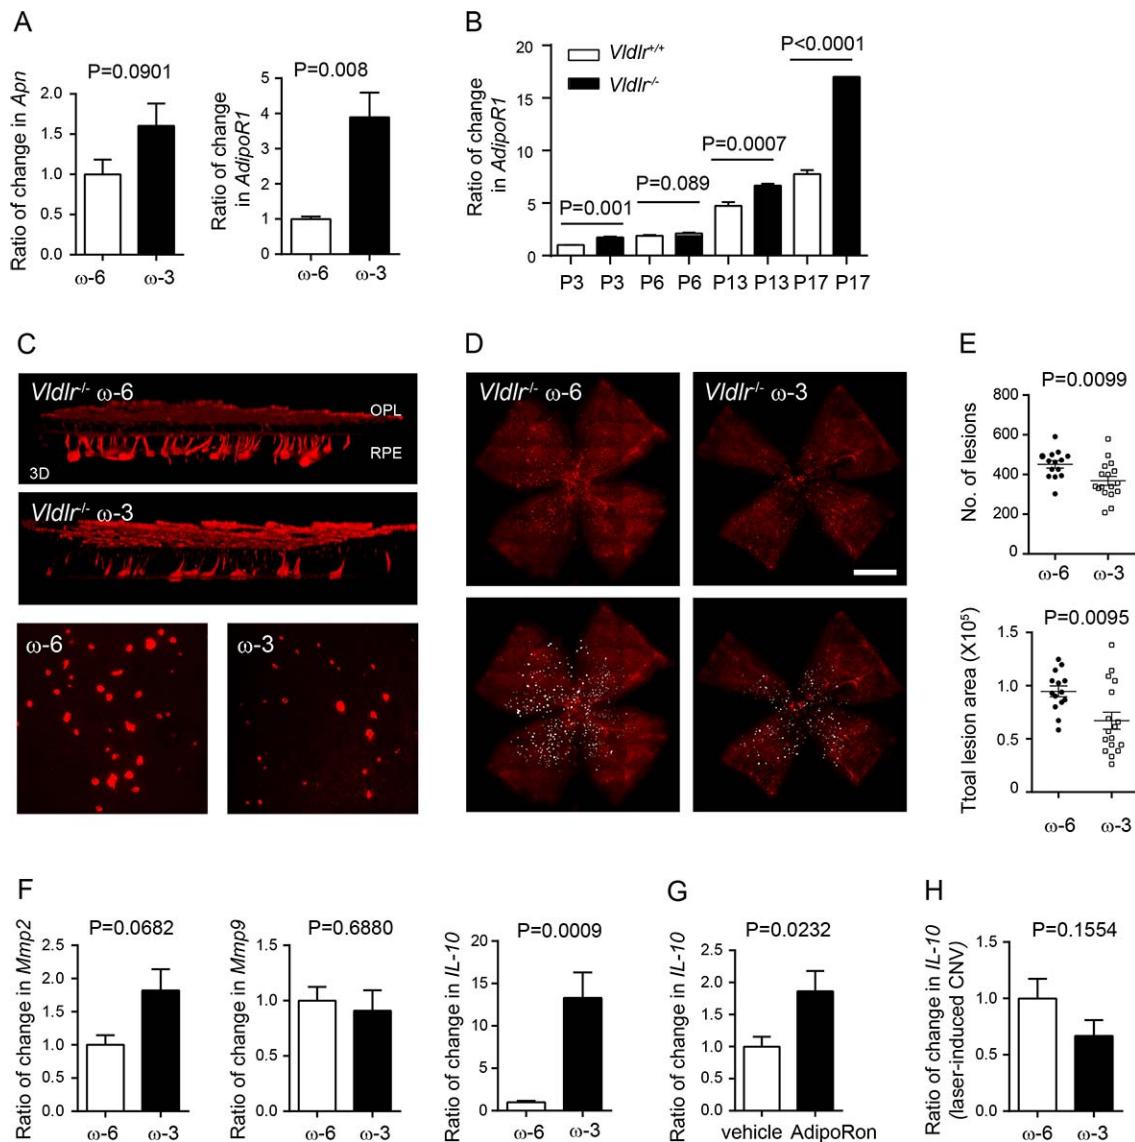 A
P=0.0901
Ratio of change in Apn
2.0
1.5
1.0
0.5
0.0
ω-6
ω-3
P=0.008
Ratio of change
in AdipoR1
5
4
3
2
1
0
ω-6
ω-3
B
Ratio of change
in AdipoR1
20
15
10
5
0
Vldlr+/+
Vldlr-/-
P=0.001
P=0.089
P=0.0007
P<0.0001
P3 P3 P6 P6 P13 P13 P17 P17
C
Vldlr-/- ω-6
OPL
RPE
3D
Vldlr-/- ω-3
ω-6
ω-3
D
Vldlr-/- ω-6
Vldlr-/- ω-3
E
P=0.0099
No. of lesions
800
600
400
200
0
ω-6 ω-3
P=0.0095
Ttoal lesion area (X10⁵)
1.5
1.0
0.5
0
ω-6 ω-3
F
P=0.0682
Ratio of change in Mmp2
2.5
2.0
1.5
1.0
0.5
0.0
ω-6 ω-3
P=0.6880
Ratio of change in Mmp9
1.5
1.0
0.5
0.0
ω-6 ω-3
P=0.0009
Ratio of change in IL-10
20
15
10
5
0
ω-6 ω-3
G
P=0.0232
Ratio of change in IL-10
2.5
2.0
1.5
1.0
0.5
0.0
vehicle AdipoRon
H
P=0.1554
Ratio of change in IL-10
(laser-induced CNV)
1.5
1.0
0.5
0.0
ω-6 ω-3